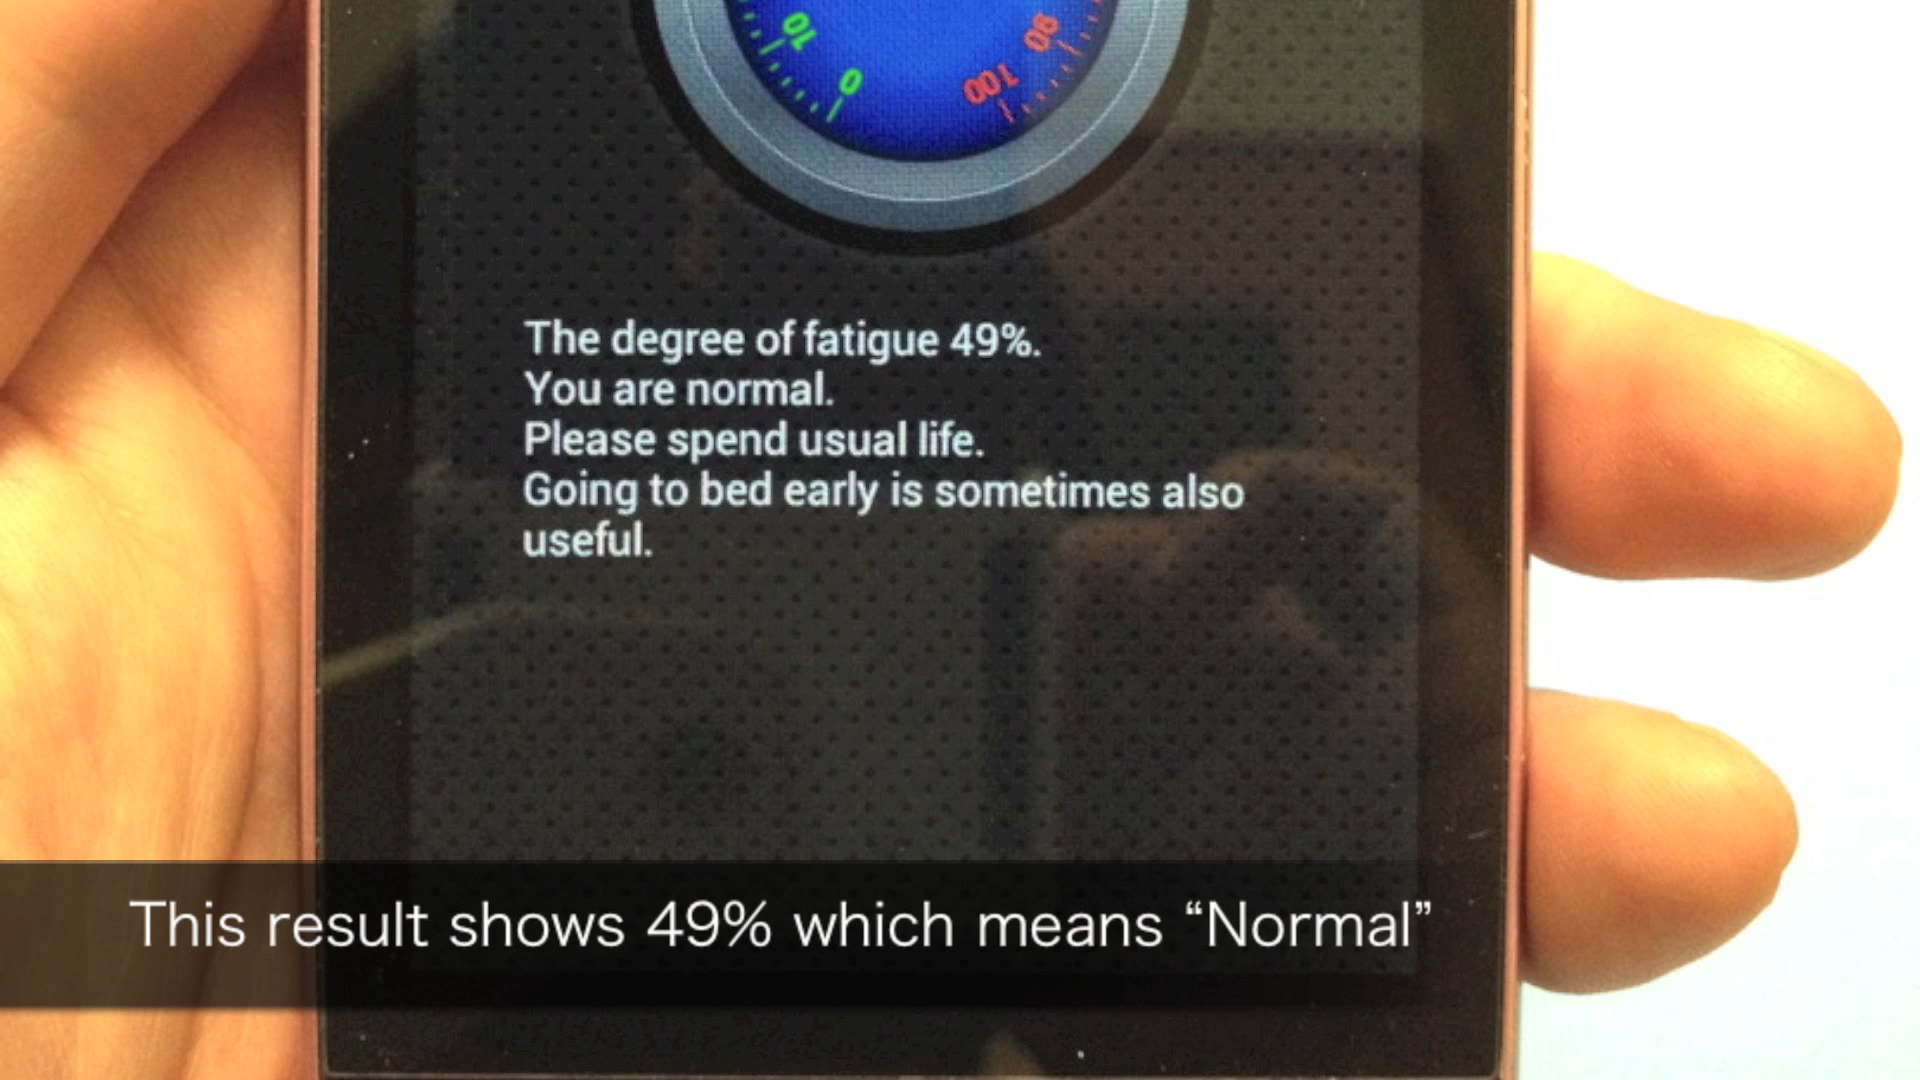 10
0
90
100
The degree of fatigue 49%.
You are normal.
Please spend usual life.
Going to bed early is sometimes also
useful.
This result shows 49% which means “Normal”